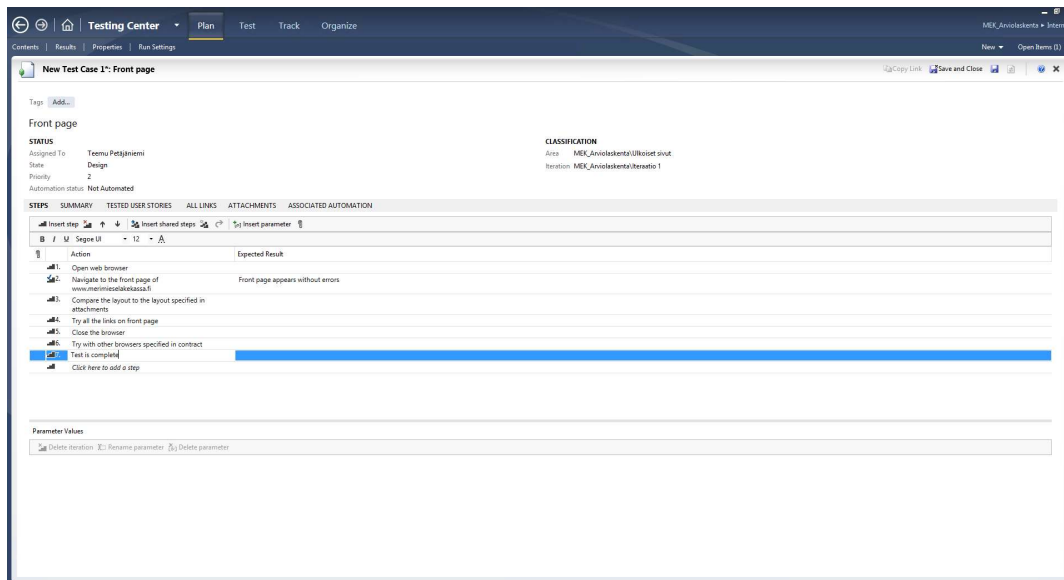 Testing Center Plan Test Track Organize
MEK_Arviolaskenta ▸ Intern
Contents | Results | Properties | Run Settings
New Open Items (1)
New Test Case 1*: Front page
Copy Link Save and Close
Tags Add...
Front page
STATUS
Assigned To Teemu Petäjäniemi
State Design
Priority 2
Automation status Not Automated
CLASSIFICATION
Area MEK_Arviolaskenta\Ulkoiset sivut
Iteration MEK_Arviolaskenta\Iteraatio 1
STEPS SUMMARY TESTED USER STORIES ALL LINKS ATTACHMENTS ASSOCIATED AUTOMATION
Insert step Insert shared steps Insert parameter
B I U Segoe UI 12 A
Action Expected Result
1. Open web browser
2. Navigate to the front page of Front page appears without errors
www.merimieselakekassa.fi
3. Compare the layout to the layout specified in
attachments
4. Try all the links on front page
5. Close the browser
6. Try with other browsers specified in contract
7. Test is complete
Click here to add a step
Parameter Values
Delete iteration Rename parameter Delete parameter